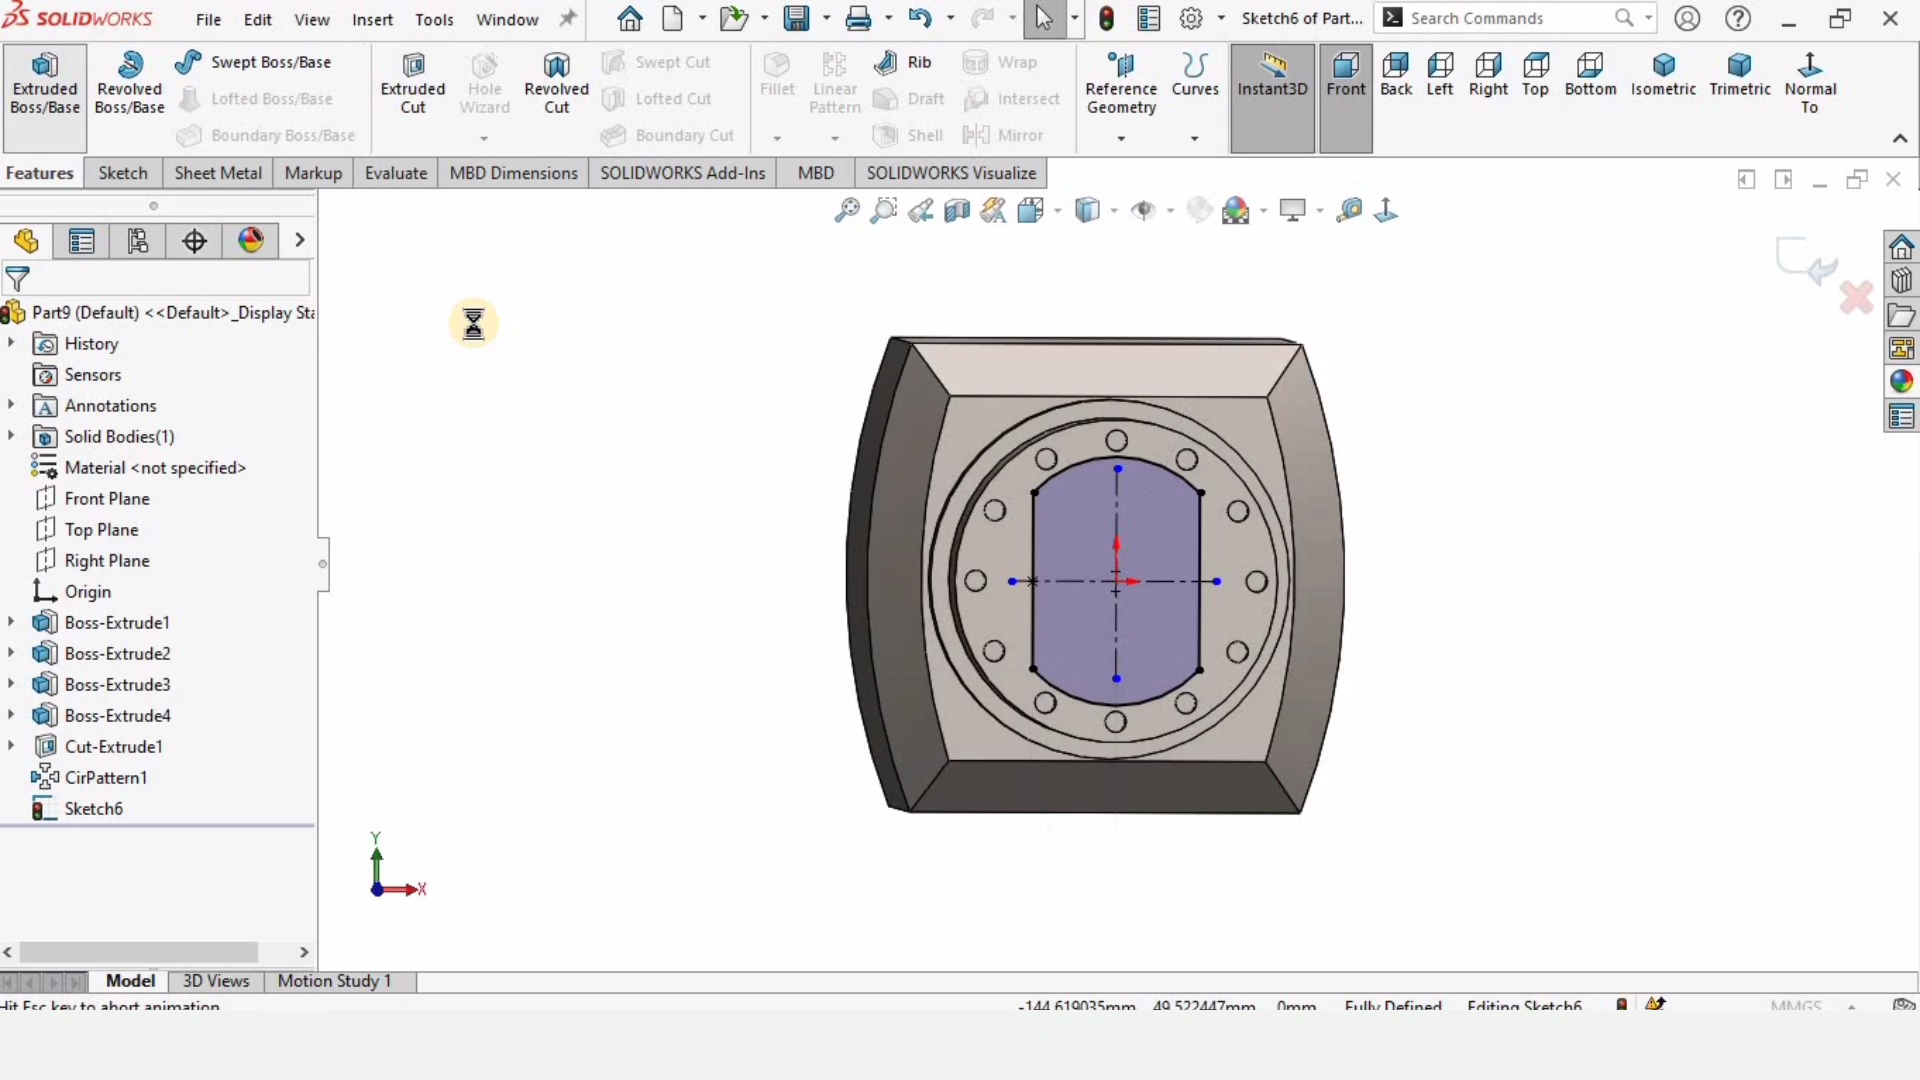 SOLIDWORKS File Edit View Insert Tools Window Sketch6 of Part... Search Commands
Extruded Boss/Base
Revolved Boss/Base
Swept Boss/Base
Lofted Boss/Base
Boundary Boss/Base
Extruded Cut
Hole Wizard
Revolved Cut
Swept Cut
Lofted Cut
Boundary Cut
Fillet
Linear Pattern
Rib
Draft
Shell
Wrap
Intersect
Mirror
Reference Geometry
Curves
Instant3D
Front
Back
Left
Right
Top
Bottom
Isometric
Trimetric
Normal To
Features Sketch Sheet Metal Markup Evaluate MBD Dimensions SOLIDWORKS Add-Ins MBD SOLIDWORKS Visualize
Part9 (Default) <<Default>_Display Sta
History
Sensors
Annotations
Solid Bodies(1)
Material <not specified>
Front Plane
Top Plane
Right Plane
Origin
Boss-Extrude1
Boss-Extrude2
Boss-Extrude3
Boss-Extrude4
Cut-Extrude1
CirPattern1
Sketch6
Y
X
Model 3D Views Motion Study 1
Hit Esc key to abort animation -144.619035mm 49.522447mm 0mm Fully Defined Editing Sketch6 MMGS